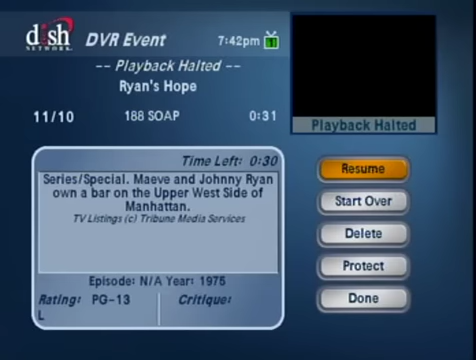 dish
NETWORK
DVR Event
7:42pm
1
-- Playback Halted --
Ryan's Hope
11/10 188 SOAP 0:31
Playback Halted
Time Left: 0:30
Series/Special. Maeve and Johnny Ryan
own a bar on the Upper West Side of
Manhattan.
TV Listings (c) Tribune Media Services
Episode: N/A Year: 1975
Rating: PG-13 Critique:
L
Resume
Start Over
Delete
Protect
Done